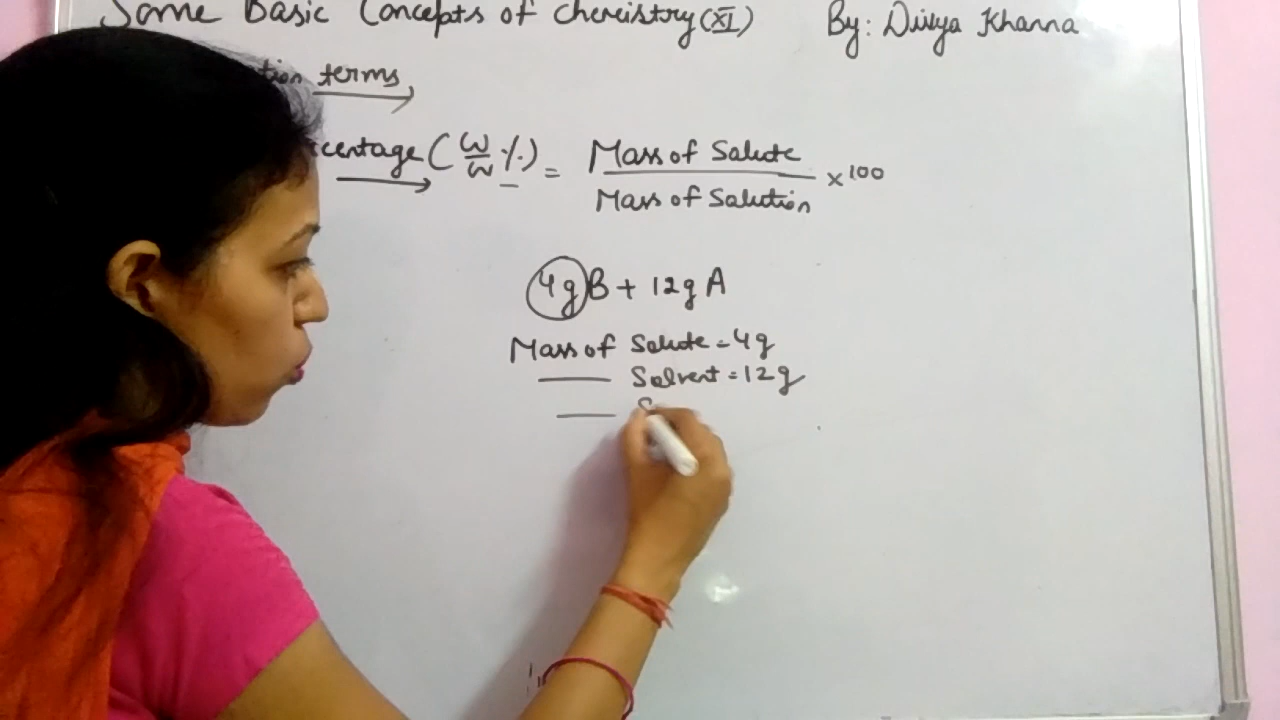 Some Basic Concepts of Chemistry (XI) By: Divya Khanna
tion terms
centage (w/w %) = Mass of Solute / Mass of Solution × 100
4g B + 12g A
Mass of Solute = 4g
—— Solvent = 12g
—— S